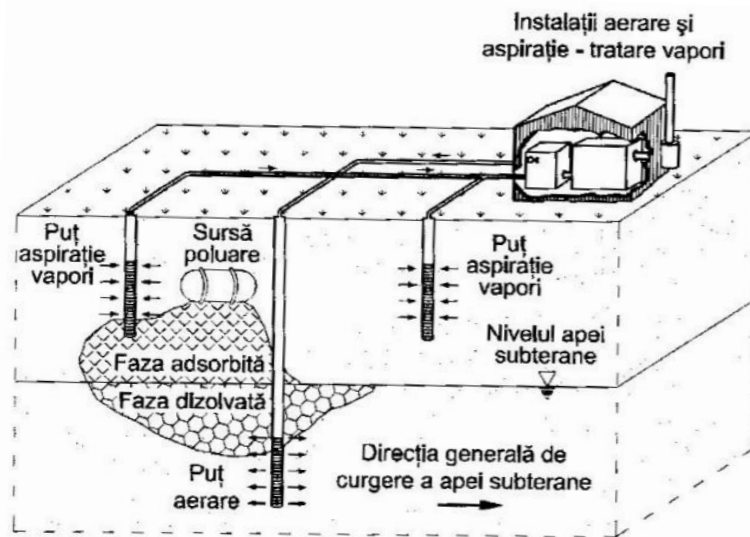 Instalații aerare și
aspirație - tratare vapori
Puț
aspirație
vapori
Sursă
poluare
Puț
aspirație
vapori
Nivelul apei
subterane
Faza adsorbită
Faza dizolvată
Puț
aerare
Direcția generală de
curgere a apei subterane